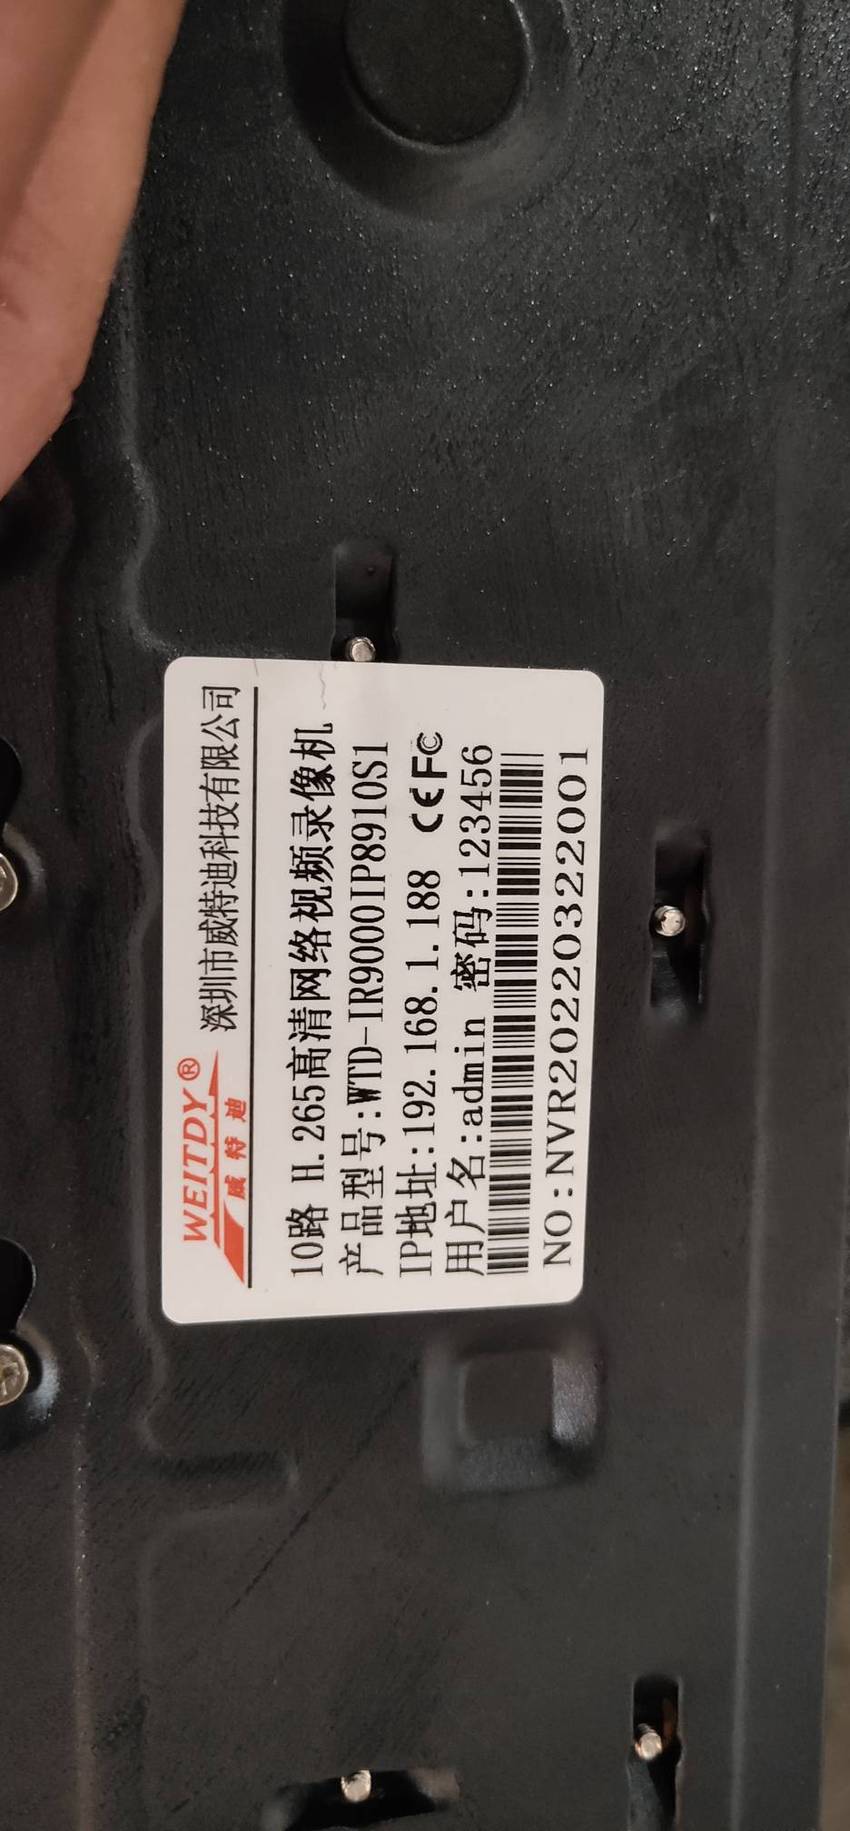 WEITDY® 深圳市威特迪科技有限公司
威特迪
10路 H.265高清网络视频录像机
产品型号:WTD-IR9000IP8910S1
IP地址:192.168.1.188 CE FC
用户名:admin 密码:123456
NO:NVR20220322001